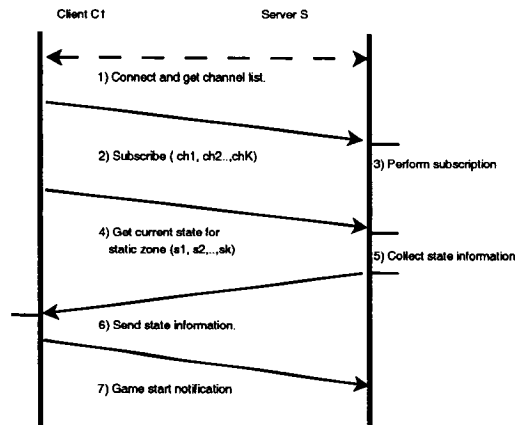 Client C1
Server S
1) Connect and get channel list.
2) Subscribe ( ch1, ch2..,chK)
3) Perform subscription
4) Get current state for
static zone (s1, s2,..,sk)
5) Collect state information
6) Send state information.
7) Game start notification